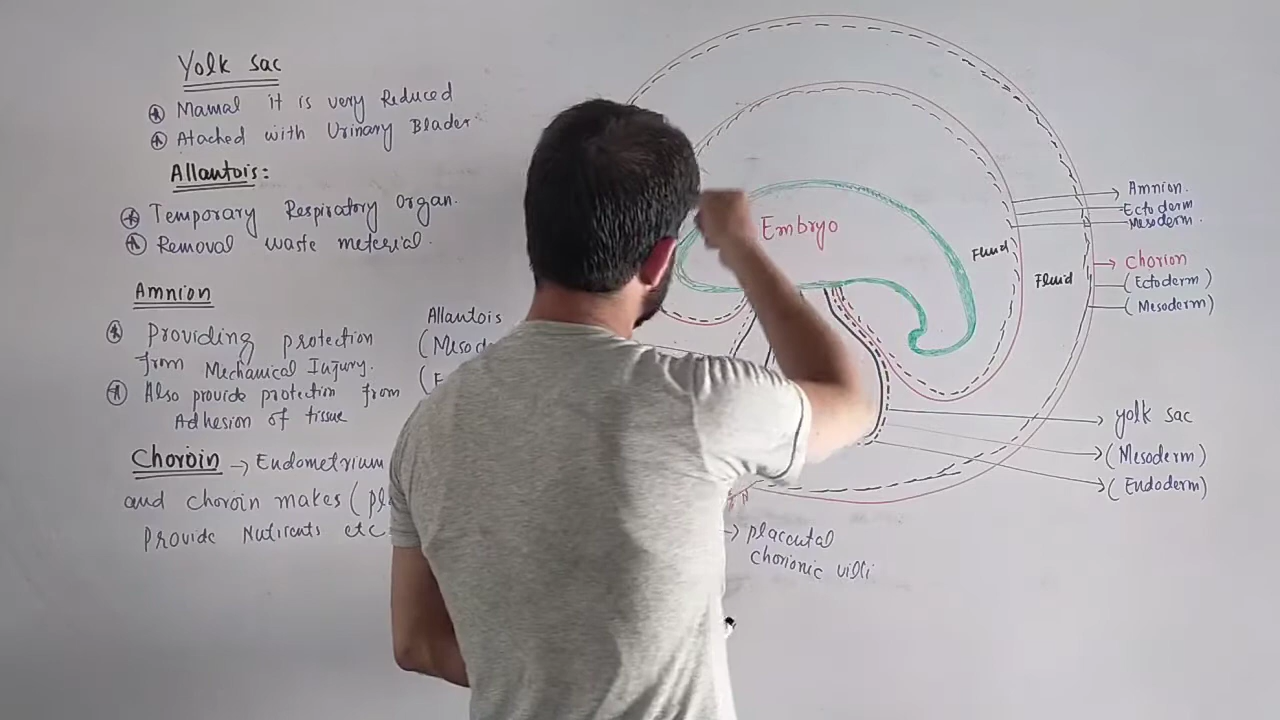 Yolk sac
Mamal it is very Reduced
Atached with Urinary Blader
Allantois:
Temporary Respiratory Organ.
Removal waste meterial.
Amnion
Providing protection
from Mechanical Injury.
Also provide protection from
Adhesion of tissue
Choroin → Endometrium
and choroin makes (
Provide Nutirents etc
Allantois
Embryo
Fluid
Fluid
Amnion.
Ectoderm
Mesoderm.
Chorion
(Ectoderm)
(Mesoderm)
yolk sac
(Mesoderm)
(Endoderm)
→ placental
chorionic villi